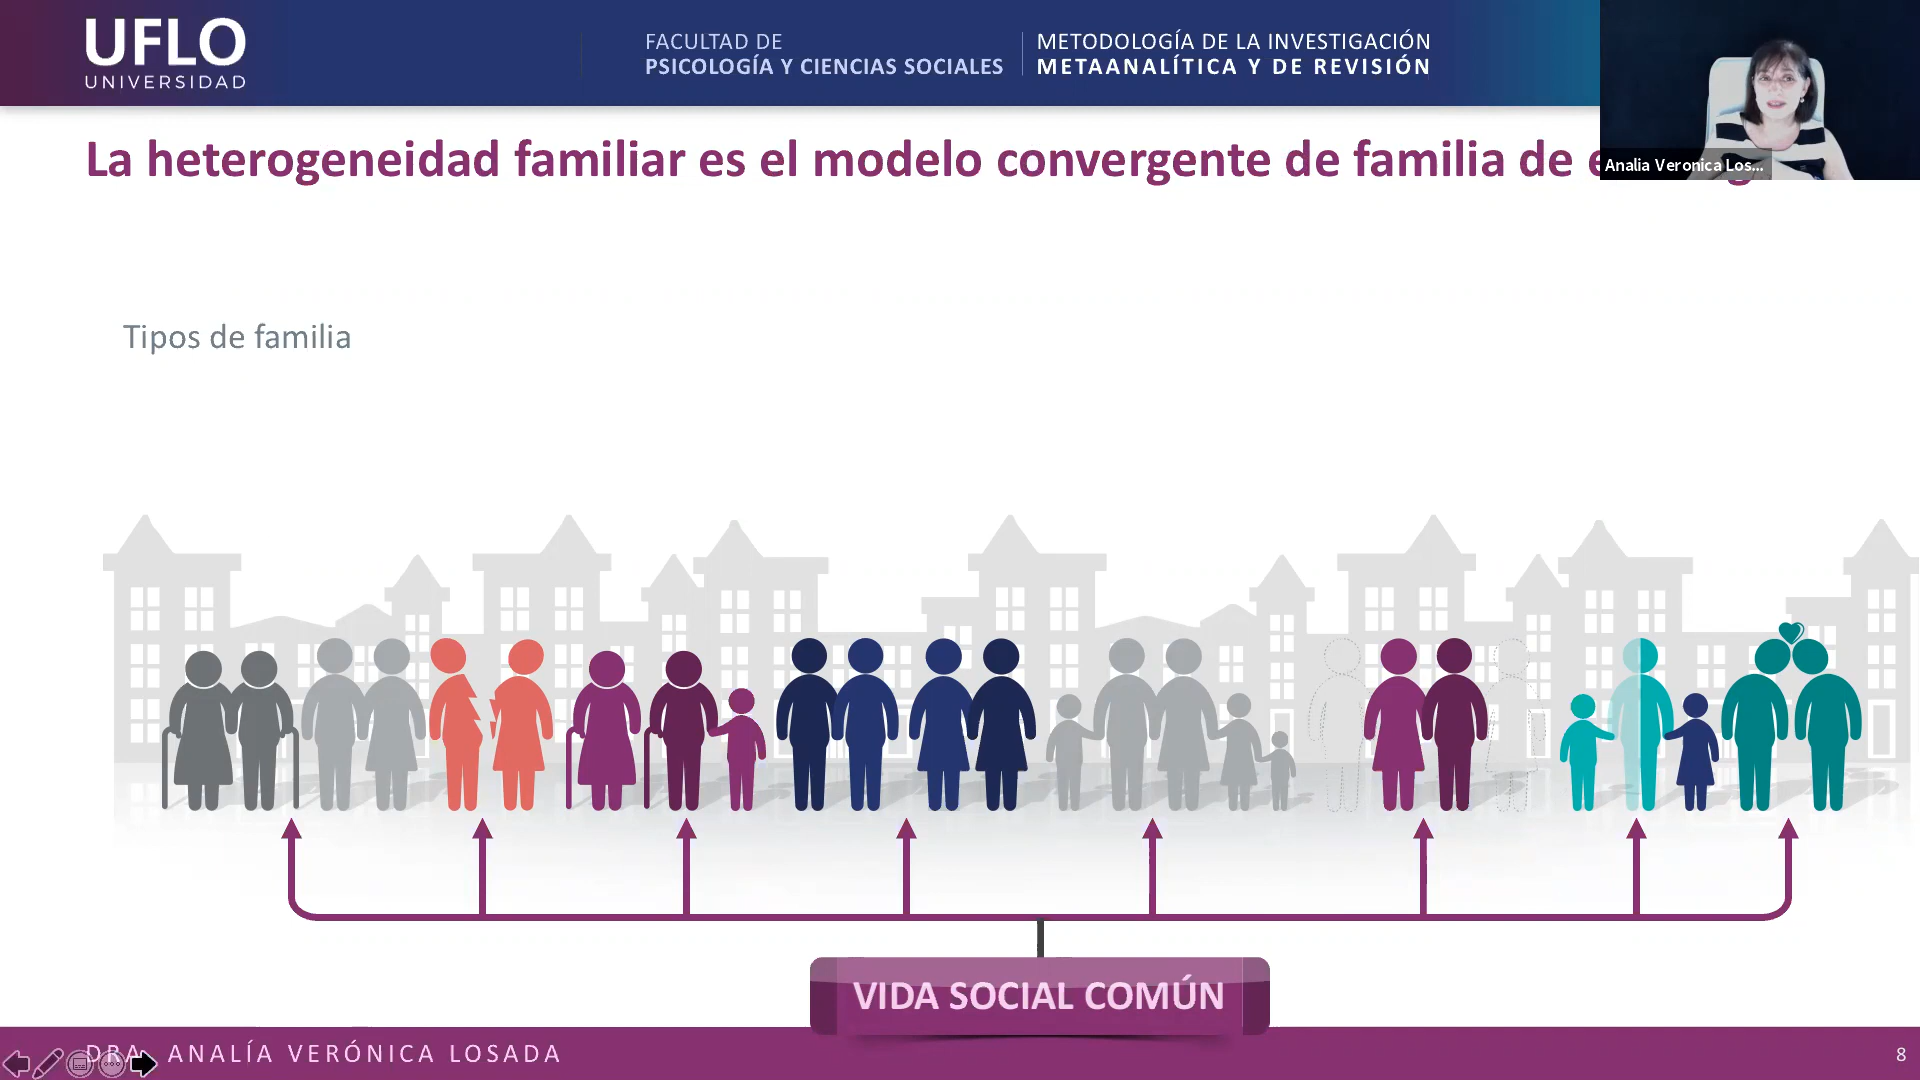 UFLO
UNIVERSIDAD
FACULTAD DE
PSICOLOGÍA Y CIENCIAS SOCIALES
METODOLOGÍA DE LA INVESTIGACIÓN
METAANALÍTICA Y DE REVISIÓN
Analia Veronica Los...
La heterogeneidad familiar es el modelo convergente de familia de
Tipos de familia
VIDA SOCIAL COMÚN
DRA. ANALÍA VERÓNICA LOSADA
8